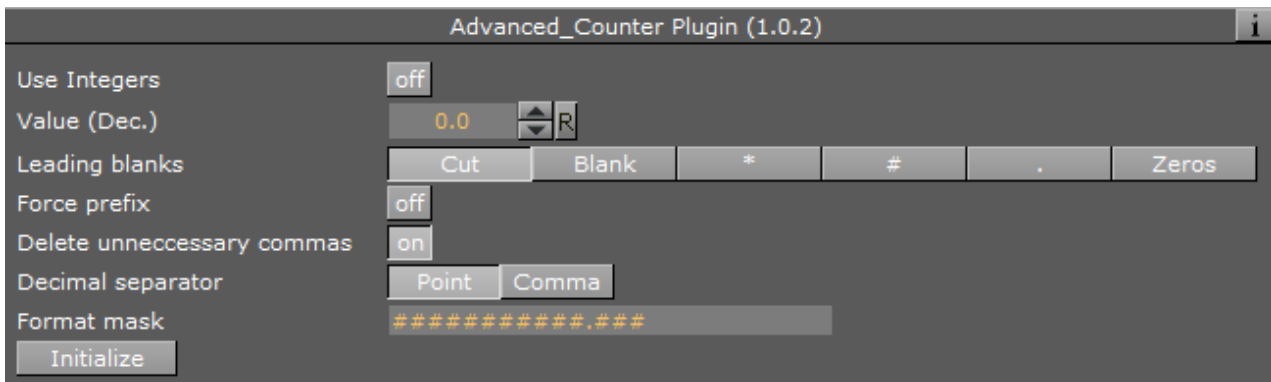 Advanced_Counter Plugin (1.0.2) i
Use Integers off
Value (Dec.) 0.0 R
Leading blanks Cut Blank * # . Zeros
Force prefix off
Delete unneccessary commas on
Decimal separator Point Comma
Format mask ###########.###
Initialize